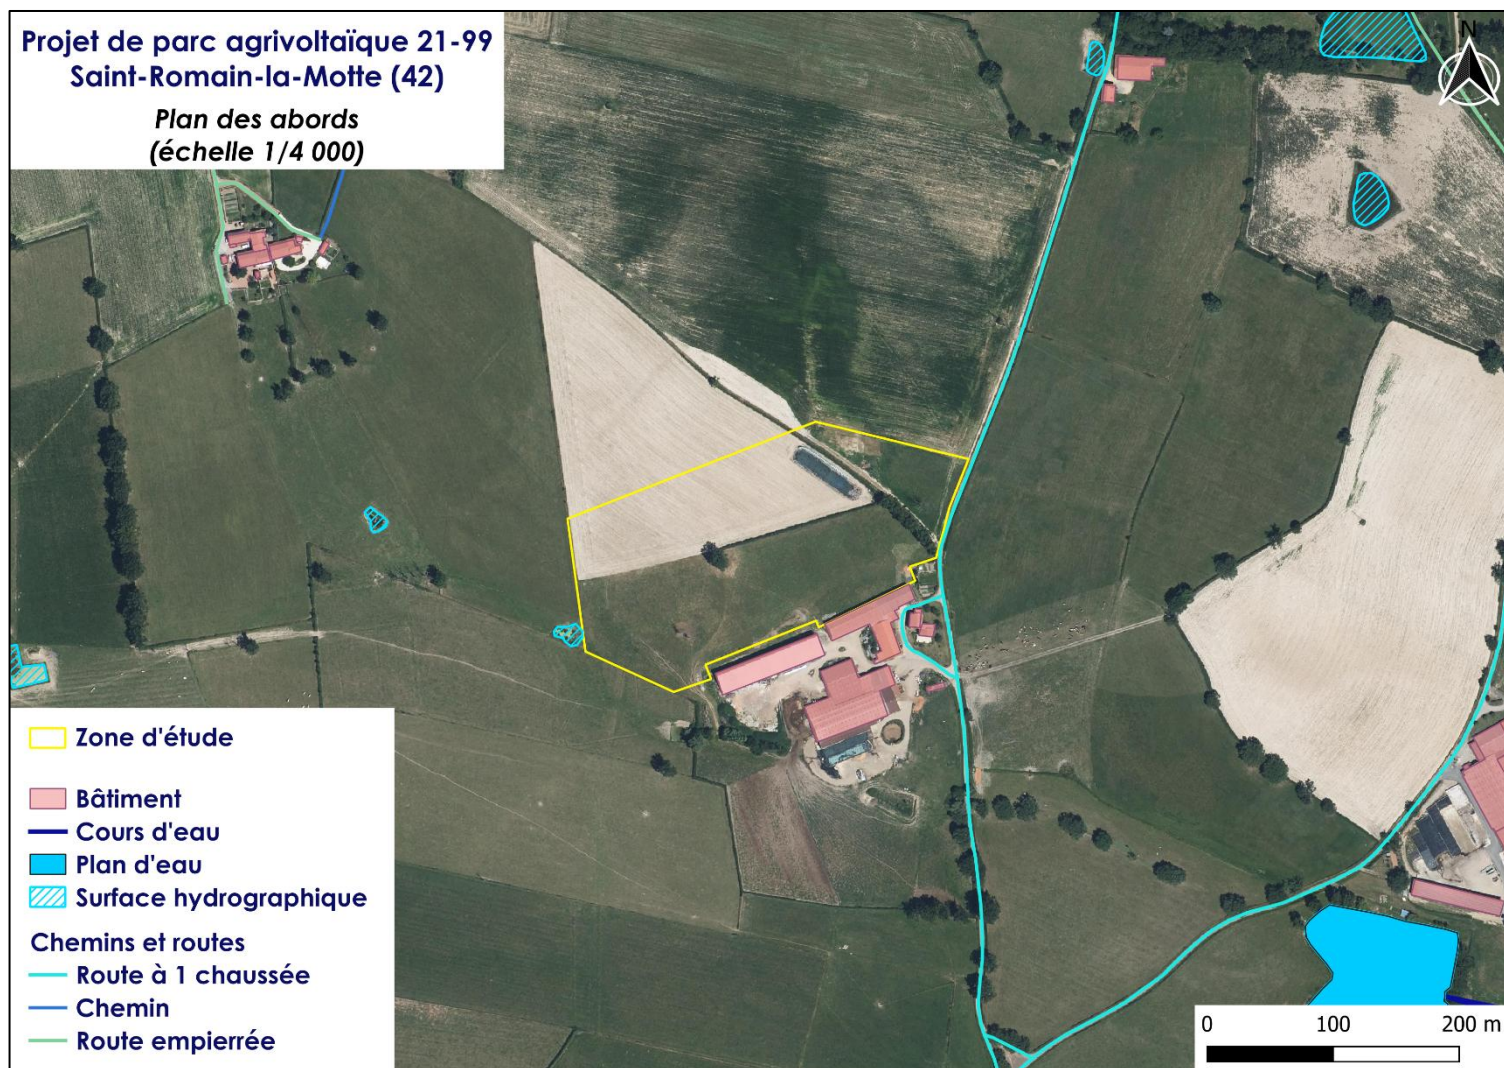 Projet de parc agrivoltaïque 21-99
Saint-Romain-la-Motte (42)
Plan des abords
(échelle 1/4 000)
N
Zone d'étude
Bâtiment
Cours d'eau
Plan d'eau
Surface hydrographique
Chemins et routes
Route à 1 chaussée
Chemin
Route empierrée
0 100 200 m